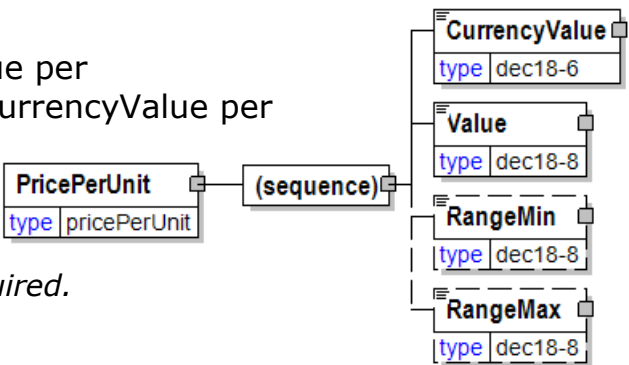 ue per
urrencyValue per
uired.
PricePerUnit
type pricePerUnit
(sequence)
CurrencyValue
type dec18-6
Value
type dec18-8
RangeMin
type dec18-8
RangeMax
type dec18-8